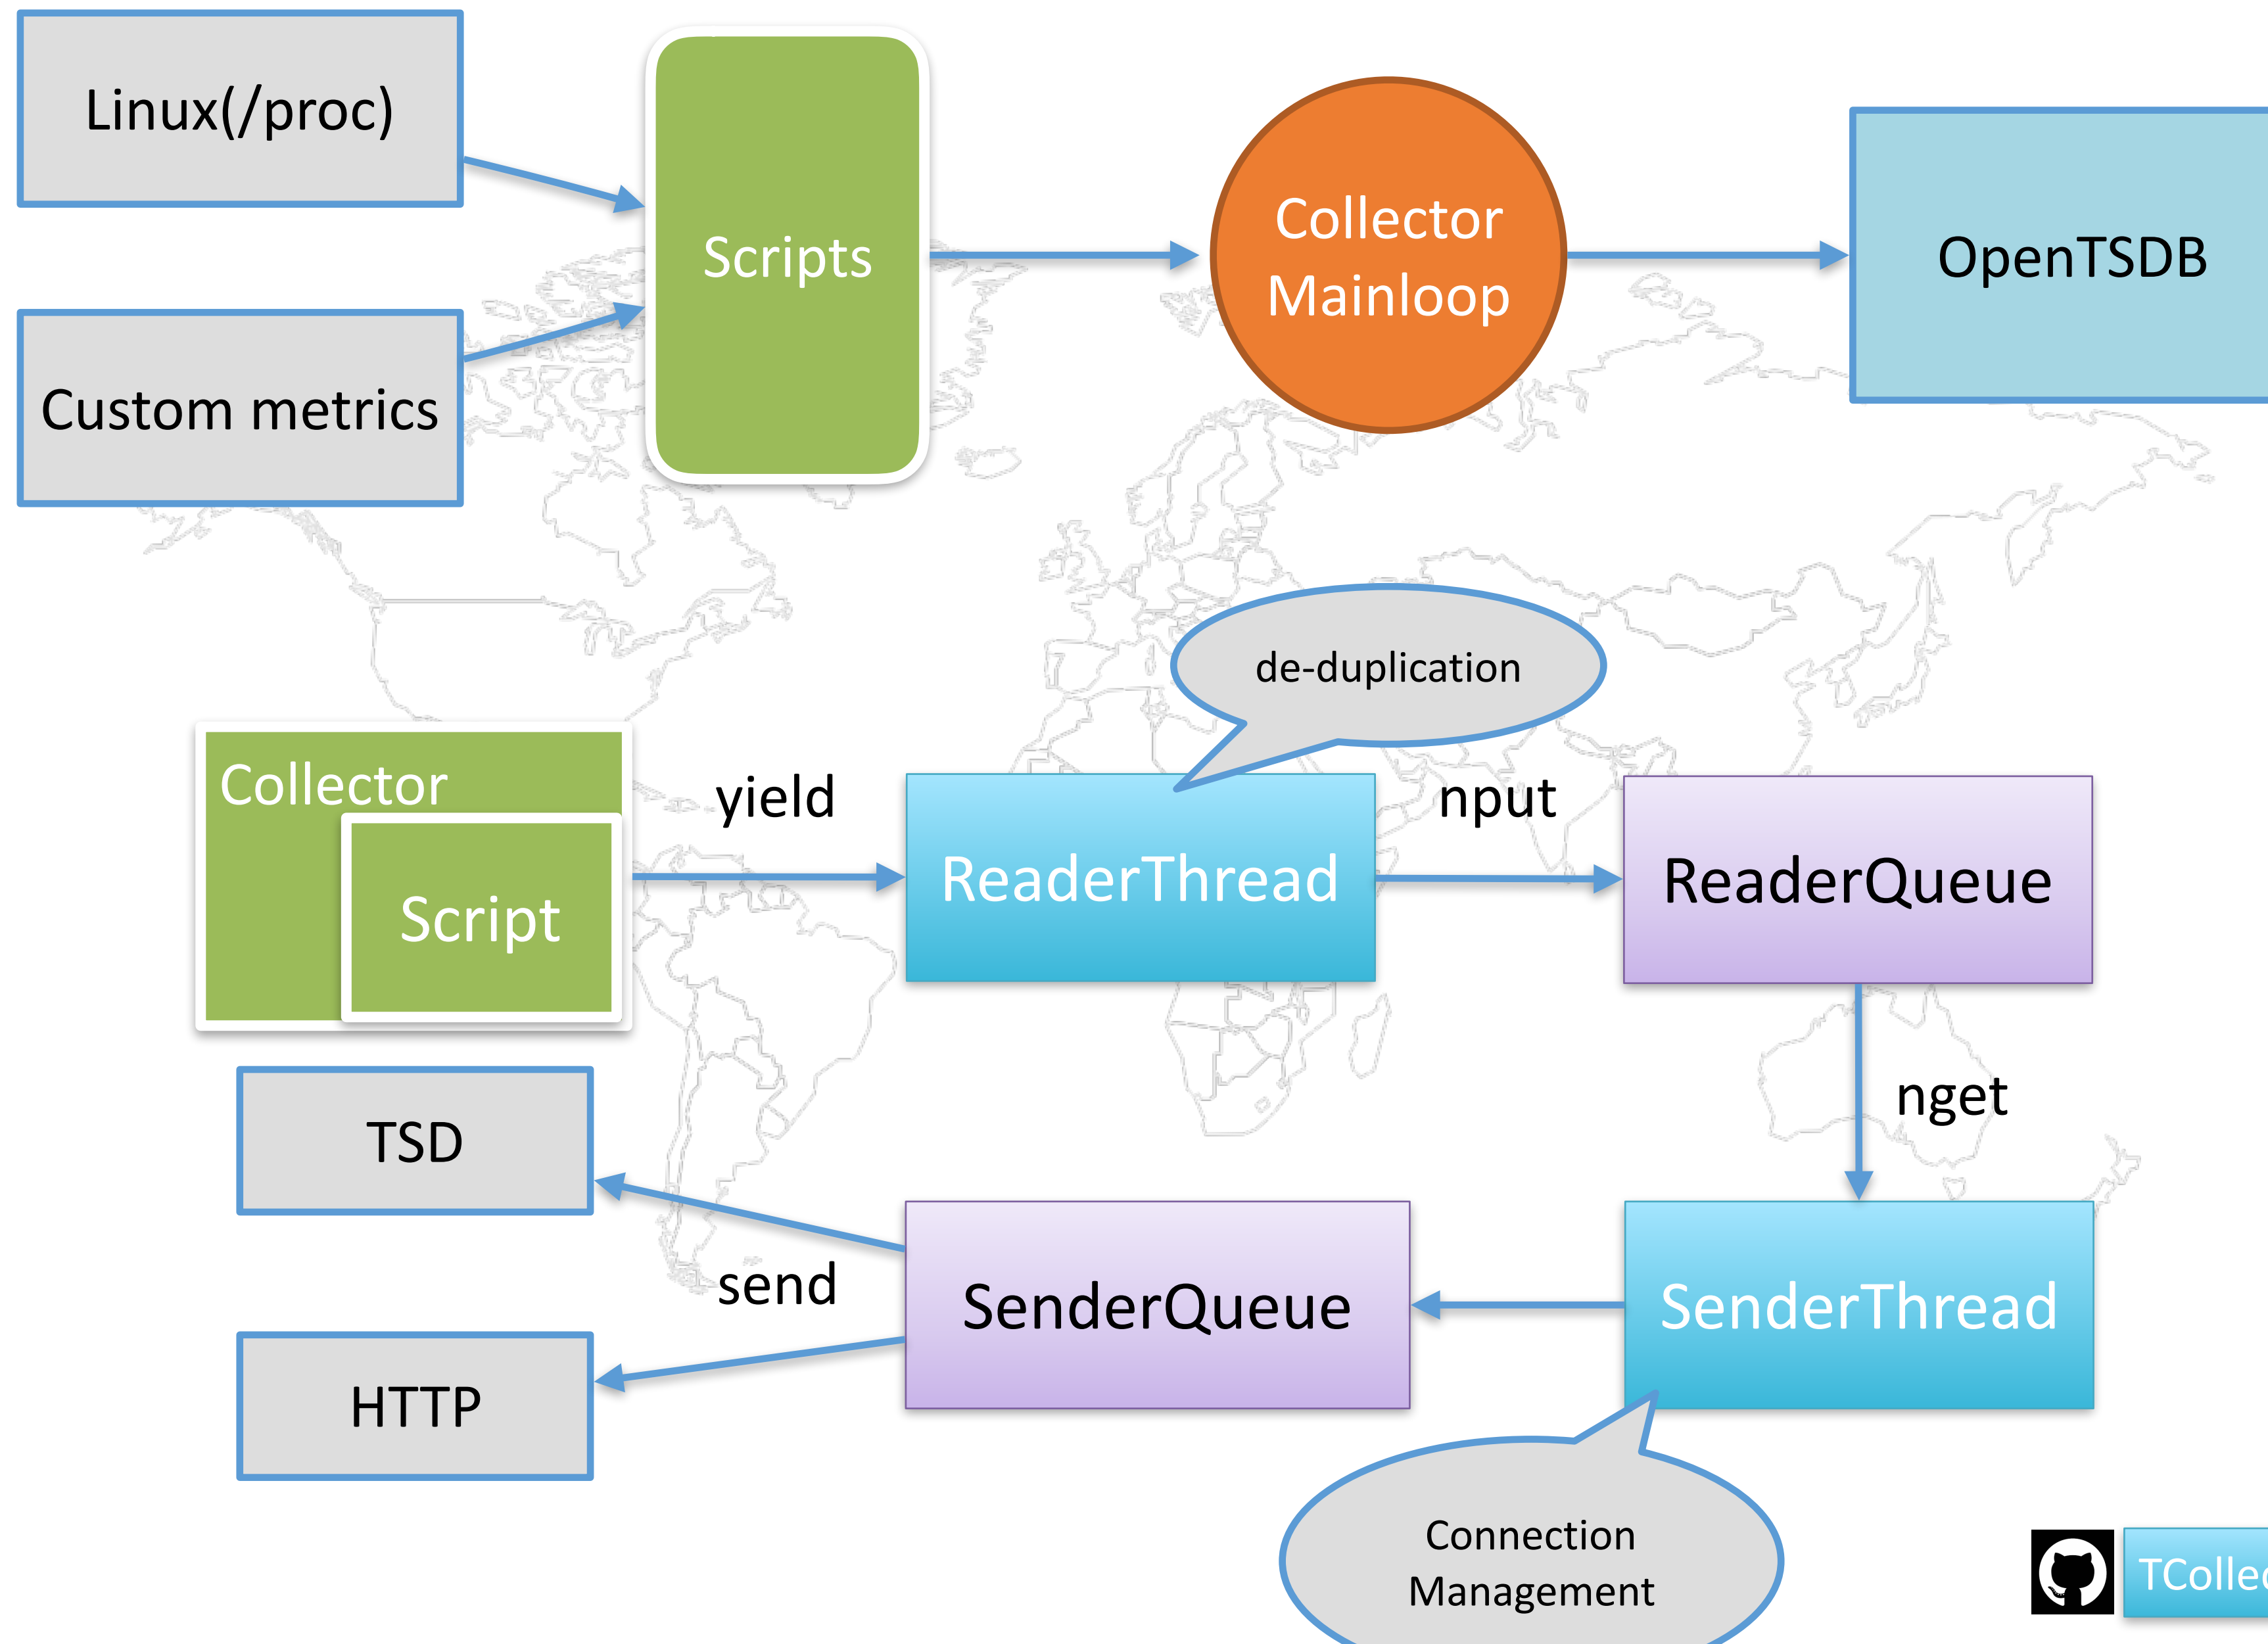 Linux(/proc)
Custom metrics
Scripts
Collector
Mainloop
OpenTSDB
de-duplication
Collector
Script
yield
ReaderThread
nput
ReaderQueue
nget
TSD
send
HTTP
SenderQueue
SenderThread
Connection
Management